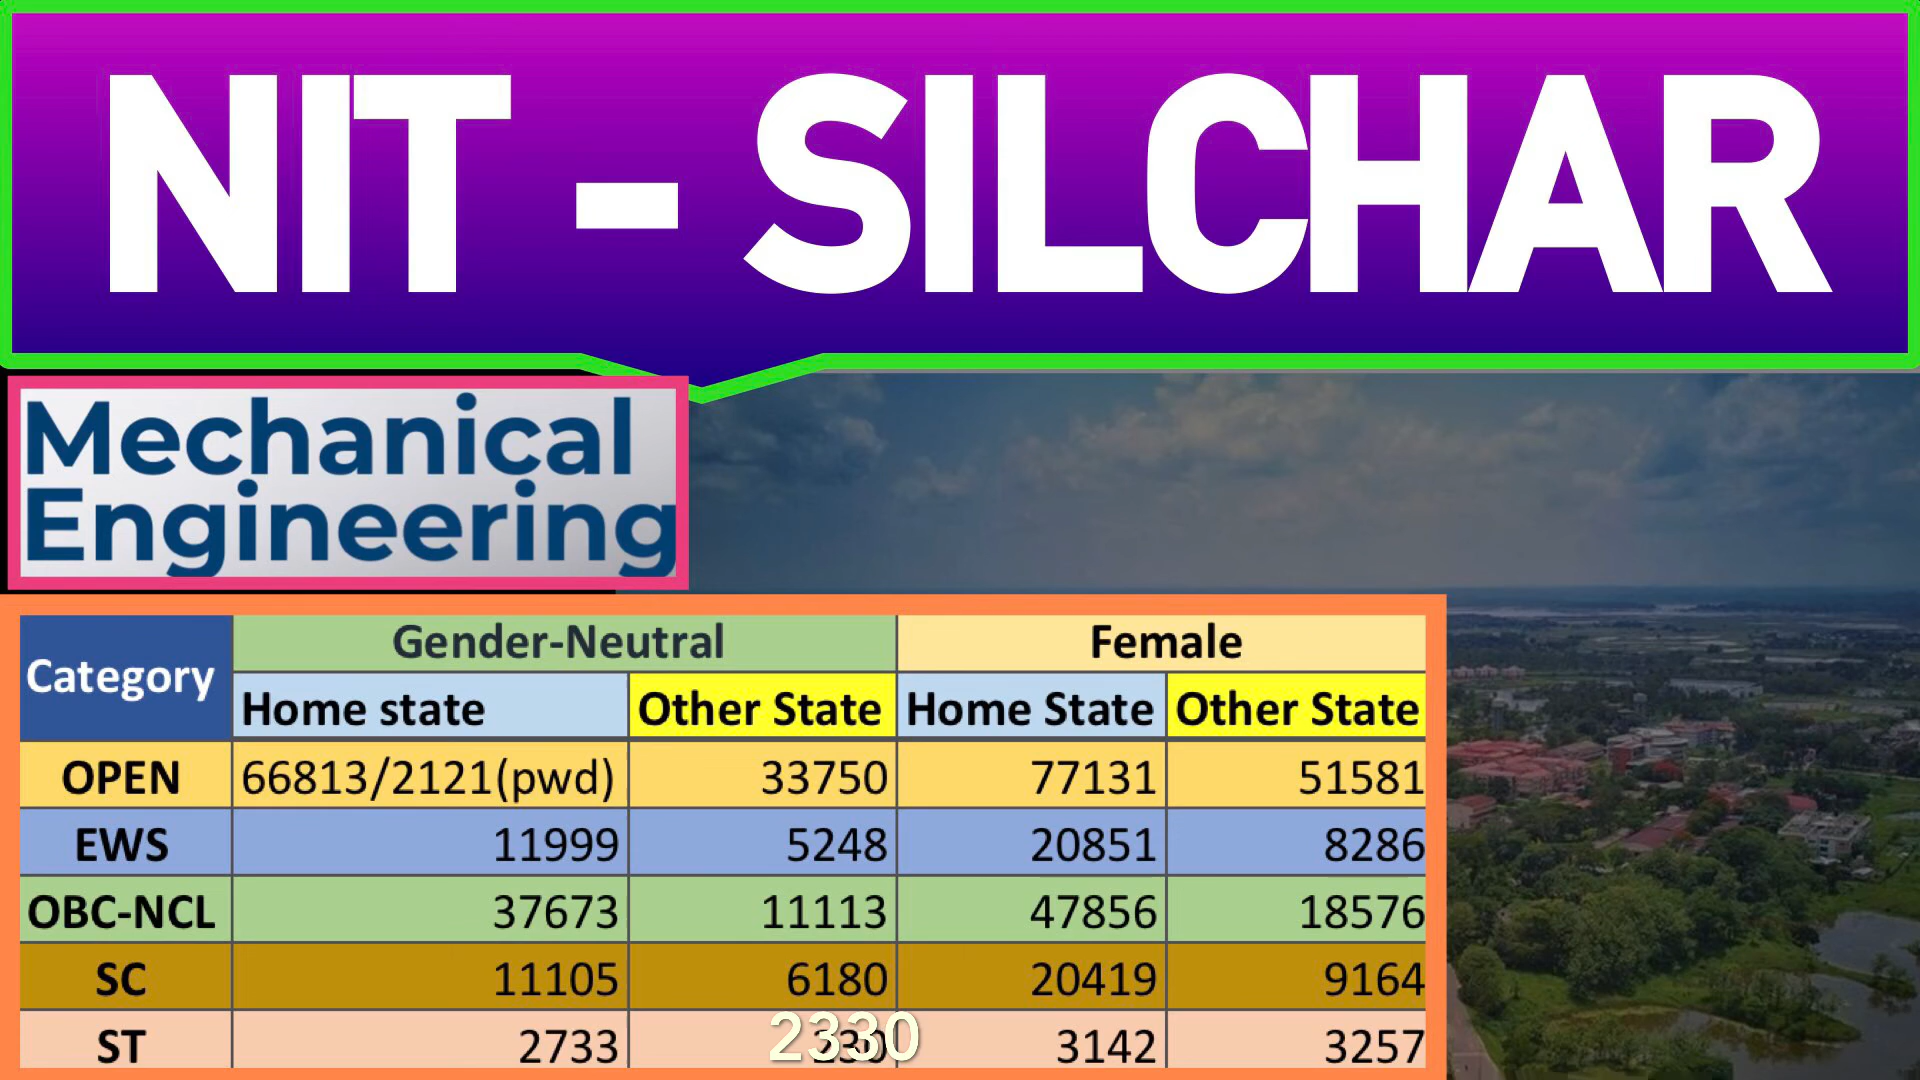 NIT - SILCHAR
Mechanical
Engineering
Category Gender-Neutral Female
Home state Other State Home State Other State
OPEN 66813/2121(pwd) 33750 77131 51581
EWS 11999 5248 20851 8286
OBC-NCL 37673 11113 47856 18576
SC 11105 6180 20419 9164
ST 2733 2330 3142 3257